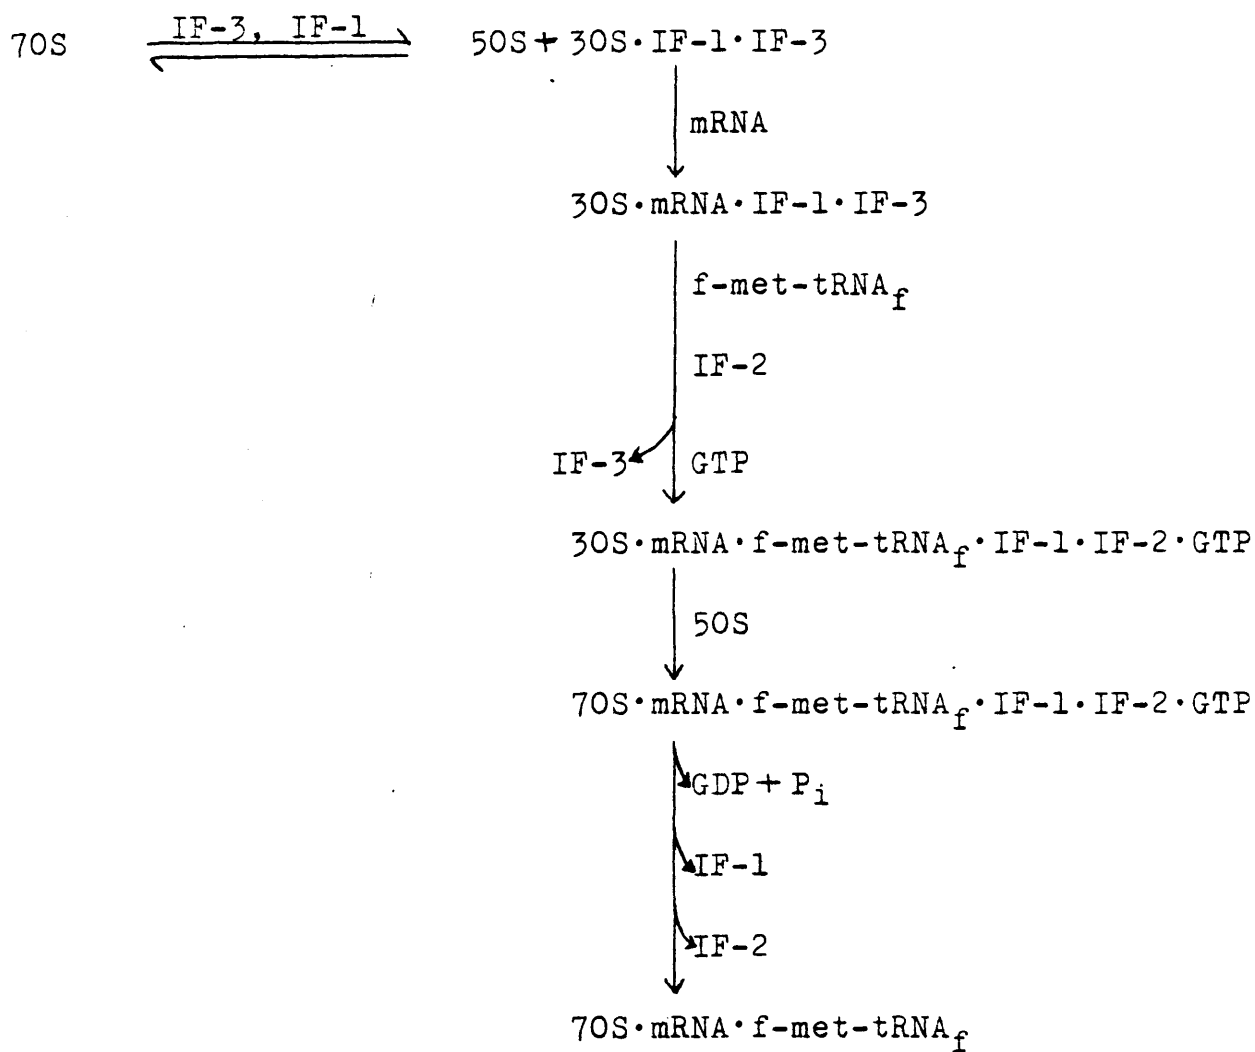 IF-3, IF-1
70S 50S + 30S·IF-1·IF-3
mRNA
30S·mRNA·IF-1·IF-3
f-met-tRNAf
IF-2
IF-3 GTP
30S·mRNA·f-met-tRNAf·IF-1·IF-2·GTP
50S
70S·mRNA·f-met-tRNAf·IF-1·IF-2·GTP
GDP + Pi
IF-1
IF-2
70S·mRNA·f-met-tRNAf